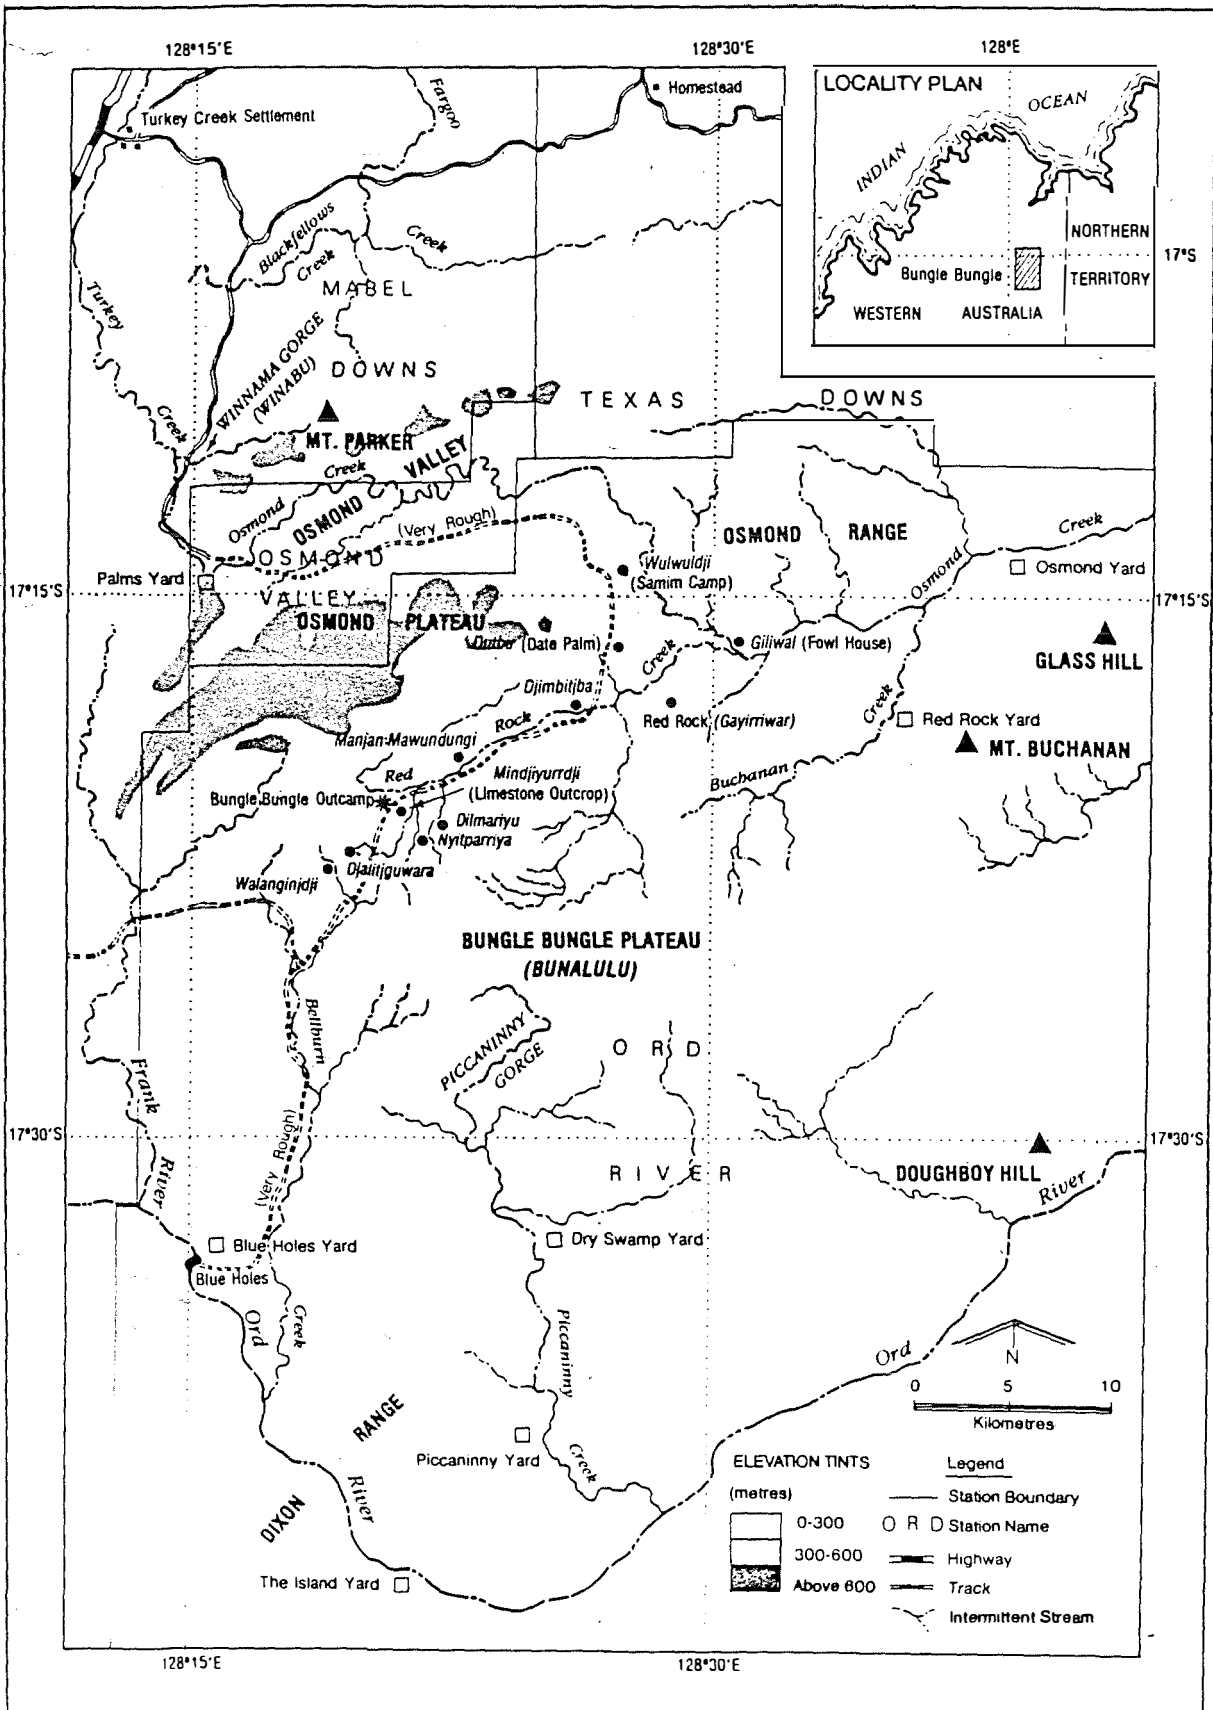 128°15'E
128°30'E
128°E
LOCALITY PLAN
OCEAN
INDIAN
NORTHERN
TERRITORY
17°S
Bungle Bungle
WESTERN AUSTRALIA
Homestead
Fargoo
Turkey Creek Settlement
Blackfellows
Creek
Creek
MABEL
DOWNS
Turkey
Creek
WINNAMA GORGE
(WINABU)
TEXAS DOWNS
MT. PARKER
Creek
VALLEY
Osmond
OSMOND
(Very Rough)
OSMOND
VALLEY
Palms Yard
17°15'S
OSMOND RANGE
Osmond
Creek
Osmond Yard
17°15'S
Wulwuldji
(Samim Camp)
OSMOND PLATEAU
(Date Palm)
Giliwal (Fowl House)
GLASS HILL
Creek
Djimbitjba
Rock
Red Rock (Gayirriwar)
Creek
Red Rock Yard
MT. BUCHANAN
Manjan-Mawundungi
Red
Mindjiyurrdji
(Limestone Outcrop)
Buchanan
Bungle Bungle Outcamp
Dilmariyu
Nyitparriya
Djalitjguwara
Walanginjdji
BUNGLE BUNGLE PLATEAU
(BUNALULU)
Bellburn
PICCANINNY
GORGE
ORD
RIVER
Frank
River
17°30'S
17°30'S
(Very Rough)
DOUGHBOY HILL
River
Blue Holes Yard
Blue Holes
Dry Swamp Yard
Ord
Creek
Piccaninny
Ord
N
0 5 10
Kilometres
RANGE
DIXON
Piccaninny Yard
Creek
River
The Island Yard
ELEVATION TINTS
(metres)
0-300
300-600
Above 600
Legend
Station Boundary
ORD Station Name
Highway
Track
Intermittent Stream
128°15'E
128°30'E